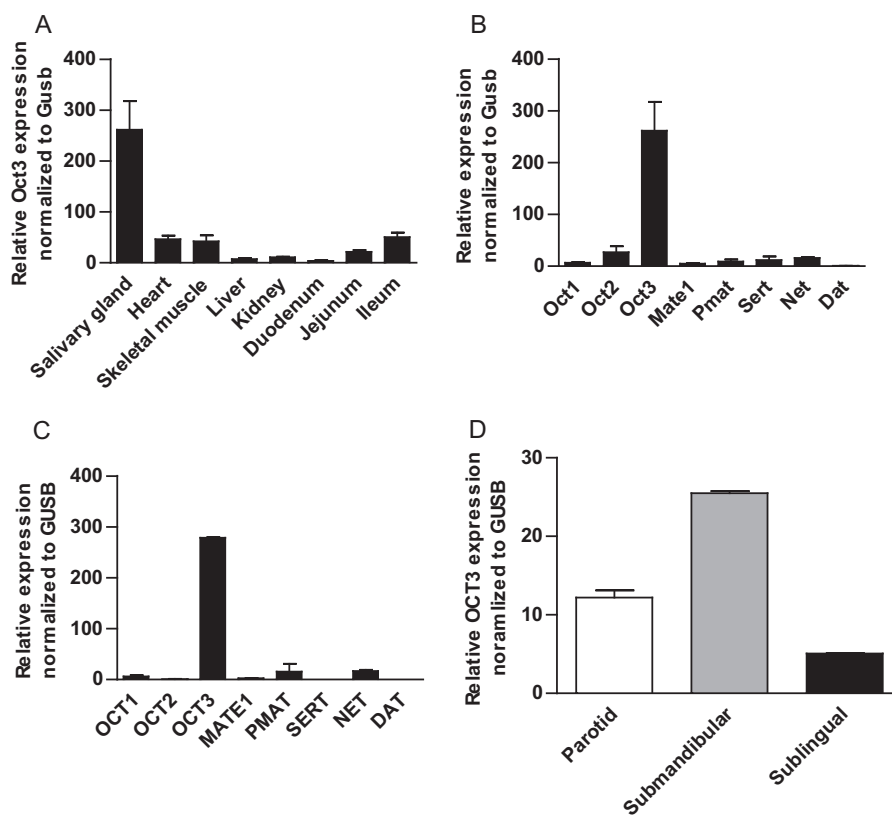 A
Relative Oct3 expression
normalized to Gusb
400
300
200
100
0
Salivary gland
Heart
Skeletal muscle
Liver
Kidney
Duodenum
Jejunum
Ileum
B
Relative expression
normalized to Gusb
400
300
200
100
0
Oct1
Oct2
Oct3
Mate1
Pmat
Sert
Net
Dat
C
Relative expression
normalized to GUSB
400
300
200
100
0
OCT1
OCT2
OCT3
MATE1
PMAT
SERT
NET
DAT
D
Relative OCT3 expression
noramlized to GUSB
30
20
10
0
Parotid
Submandibular
Sublingual